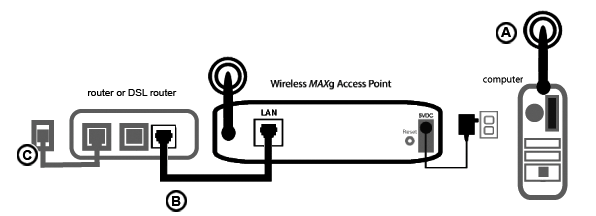 A
router or DSL router
Wireless MAXg Access Point
computer
LAN
5VDC
Reset
C
B